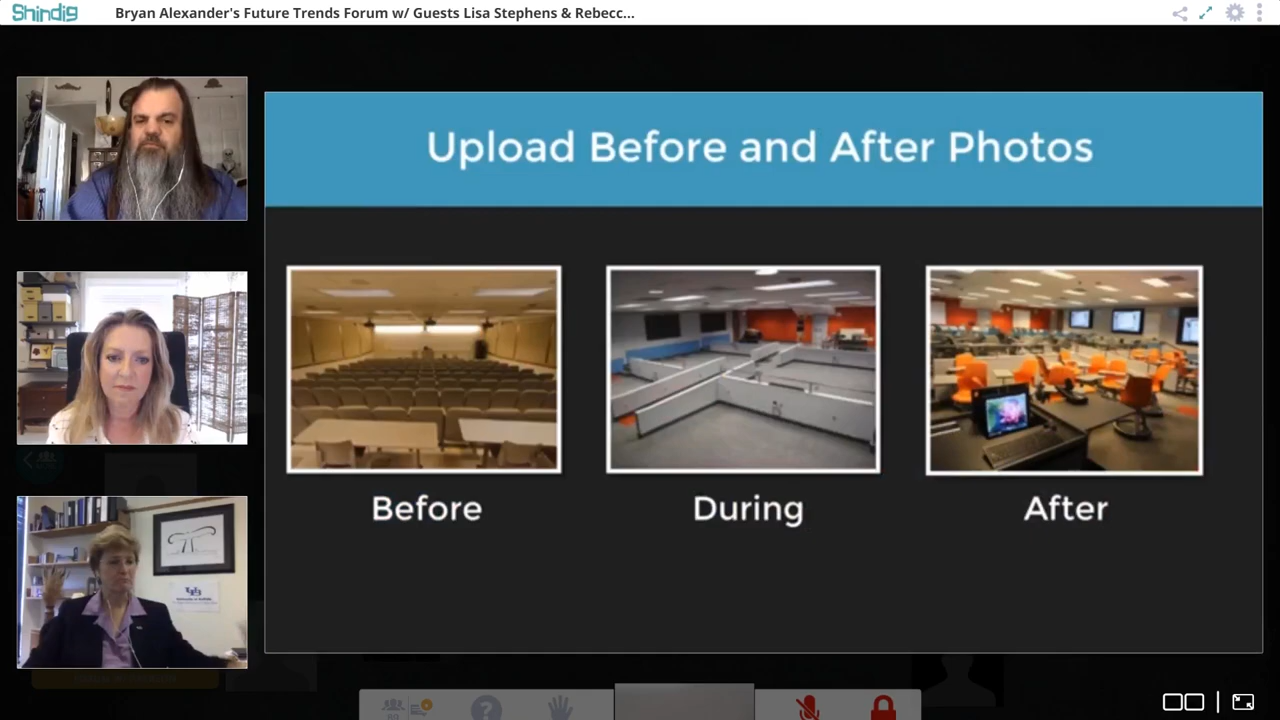 Shindig
Bryan Alexander's Future Trends Forum w/ Guests Lisa Stephens & Rebecc...
Upload Before and After Photos
Before
During
After